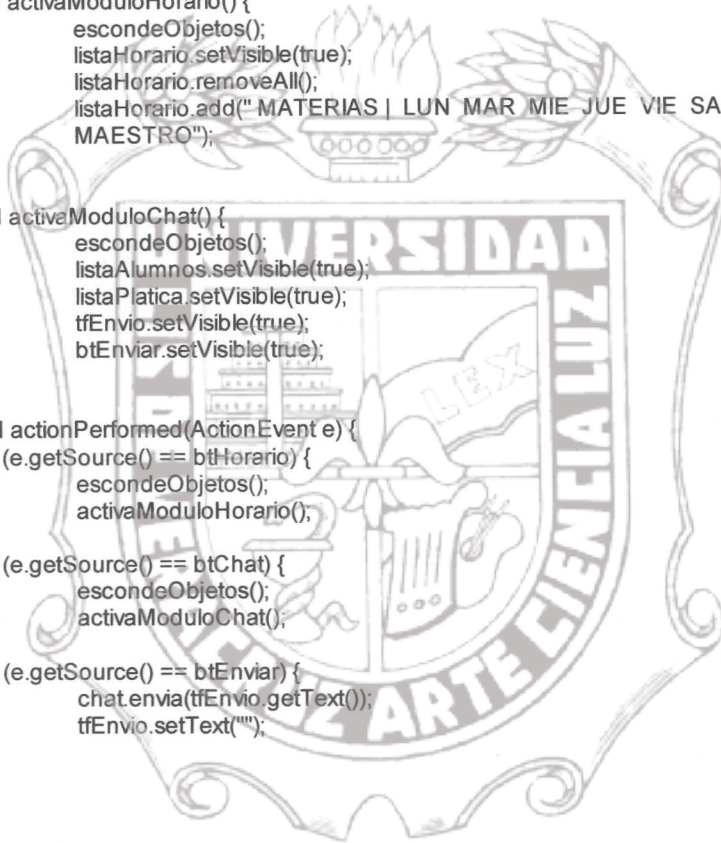 activaModuloHorario() {
escondeObjetos();
listaHorario.setVisible(true);
listaHorario.removeAll();
listaHorario.add(" MATERIAS | LUN MAR MIE JUE VIE SA
MAESTRO");
activaModuloChat() {
escondeObjetos();
listaAlumnos.setVisible(true);
listaPlatica.setVisible(true);
tfEnvio.setVisible(true);
btEnviar.setVisible(true);
actionPerformed(ActionEvent e) {
(e.getSource() == btHorario) {
escondeObjetos();
activaModuloHorario();
(e.getSource() == btChat) {
escondeObjetos();
activaModuloChat();
(e.getSource() == btEnviar) {
chat.envia(tfEnvio.getText());
tfEnvio.setText("");
UNIVERSIDAD
LEX
ARTE CIENCIA LUZ